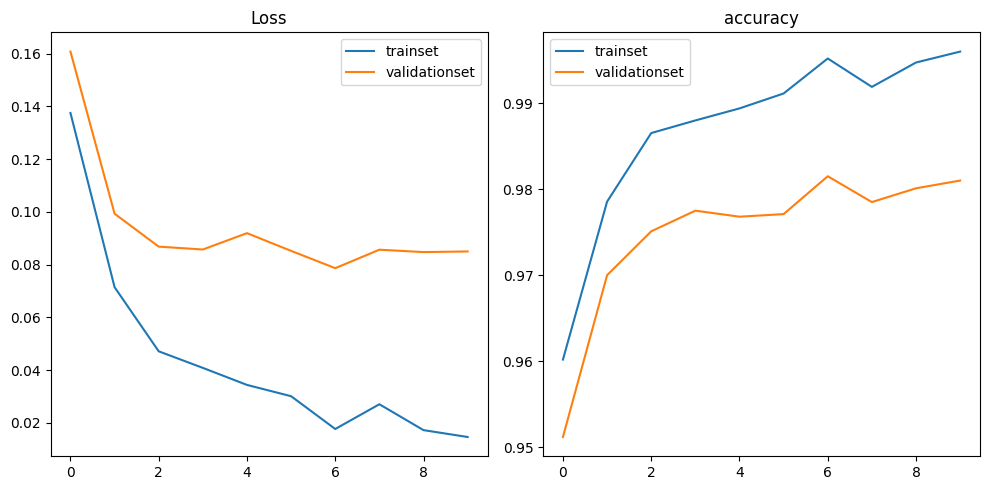 Loss
trainset
validationset
0.16
0.14
0.12
0.10
0.08
0.06
0.04
0.02
0 2 4 6 8
accuracy
trainset
validationset
0.99
0.98
0.97
0.96
0.95
0 2 4 6 8